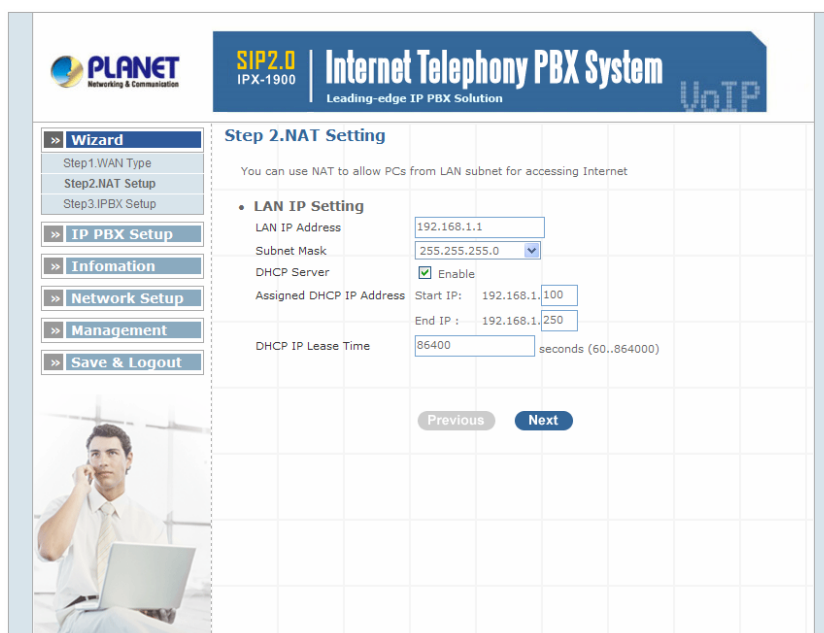 PLANET
Networking & Communication
SIP2.0
IPX-1900
Internet Telephony PBX System
Leading-edge IP PBX Solution
VoIP
» Wizard
Step1.WAN Type
Step2.NAT Setup
Step3.IPBX Setup
» IP PBX Setup
» Infomation
» Network Setup
» Management
» Save & Logout
Step 2.NAT Setting
You can use NAT to allow PCs from LAN subnet for accessing Internet
• LAN IP Setting
LAN IP Address 192.168.1.1
Subnet Mask 255.255.255.0
DHCP Server Enable
Assigned DHCP IP Address Start IP: 192.168.1.100
End IP : 192.168.1.250
DHCP IP Lease Time 86400 seconds (60..864000)
Previous Next